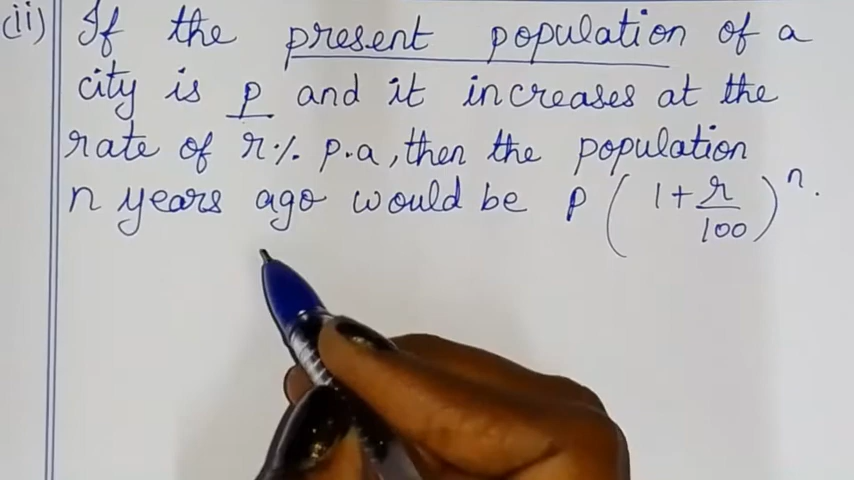 (ii) If the present population of a
city is p and it increases at the
rate of r% p.a, then the population
n years ago would be p(1+r/100)^n.